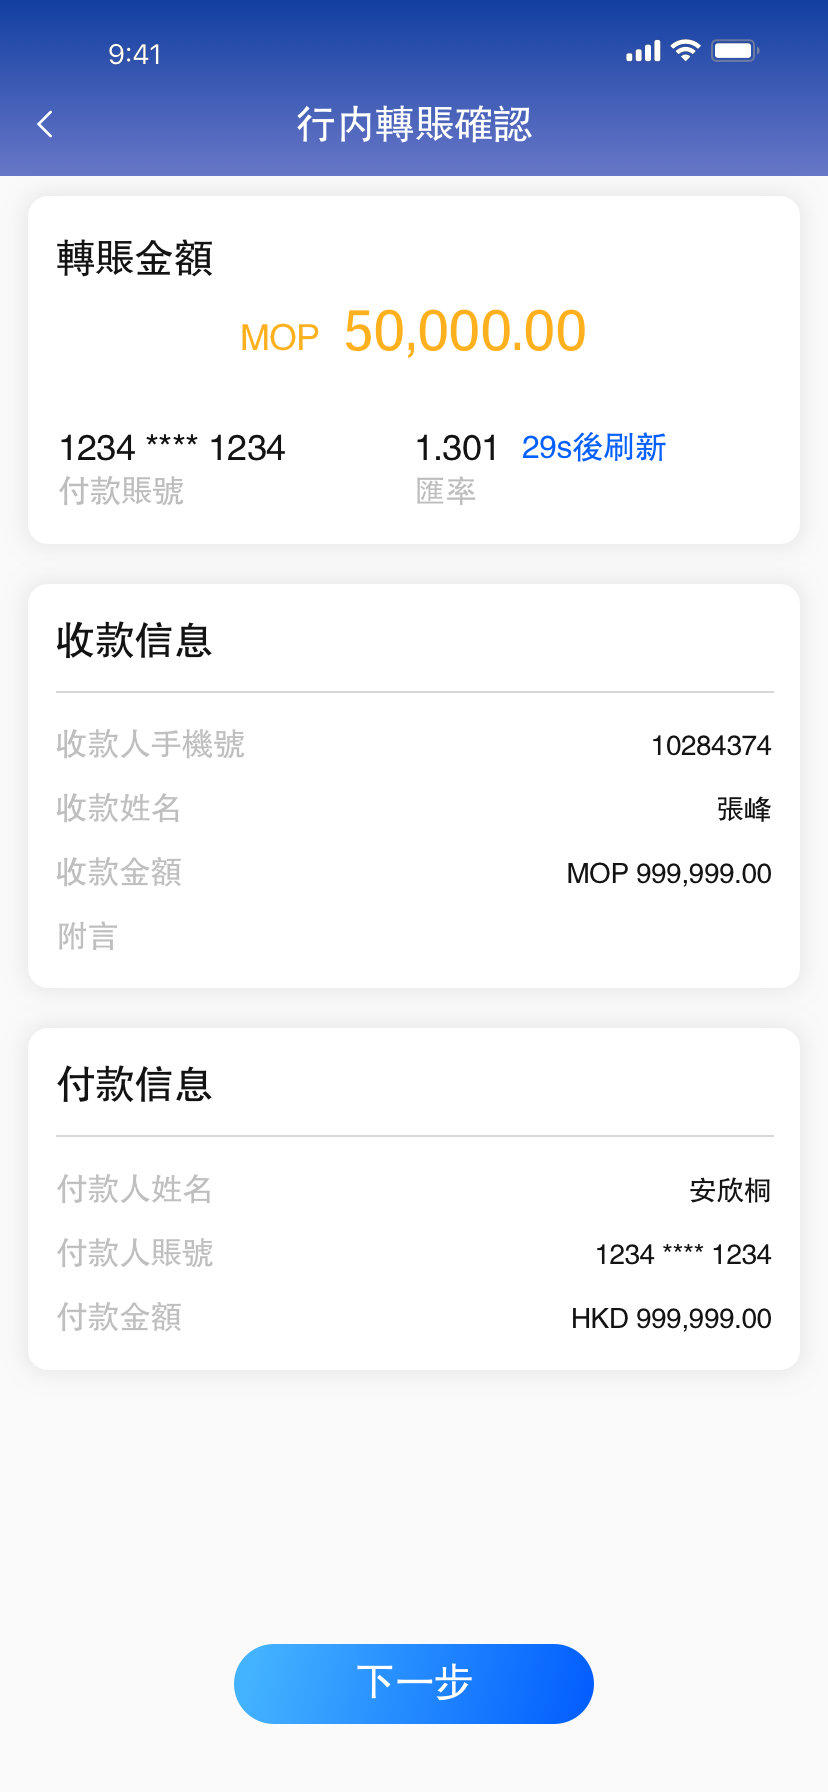 9:41
行内轉賬確認
轉賬金額
MOP 50,000.00
1234 **** 1234
付款賬號
1.301 29s後刷新
匯率
收款信息
收款人手機號 10284374
收款姓名 張峰
收款金額 MOP 999,999.00
附言
付款信息
付款人姓名 安欣桐
付款人賬號 1234 **** 1234
付款金額 HKD 999,999.00
下一步